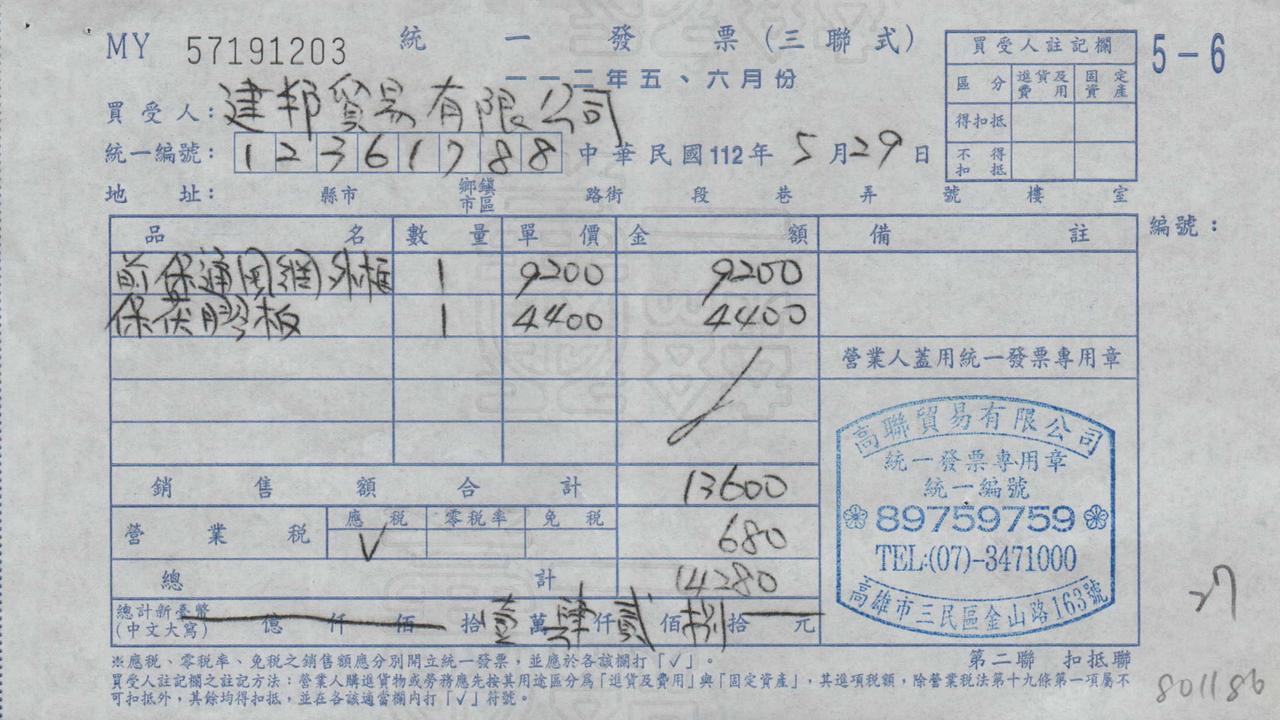 MY 57191203 統一發票(三聯式)
一一二年五、六月份
5-6
買受人註記欄
區分 進貨及費用 固定資產
得扣抵
不得扣抵
買受人: 建邦貿易有限公司
統一編號: 12361788 中華民國112年5月29日
地址: 縣市 鄉鎮市區 路街 段 巷 弄 號 樓 室
品名 數量 單價 金額 備註 編號:
前保通用網外框 1 9200 9200
保 膠板 1 4400 4400
營業人蓋用統一發票專用章
高聯貿易有限公司
統一發票專用章
統一編號
89759759
TEL:(07)-3471000
高雄市三民區金山路163號
銷售額合計 13600
營業稅 應稅 零稅率 免稅 680
V
總計 14280
總計新臺幣(中文大寫) 億 仟 佰 拾 壹萬 肆仟 貳佰 捌拾 元
27
※應稅、零稅率、免稅之銷售額應分別開立統一發票,並應於各該欄打「√」。
第二聯 扣抵聯
買受人註記欄之註記方法:營業人購進貨物或勞務應先按其用途區分為「進貨及費用」與「固定資產」,其進項稅額,除營業稅法第十九條第一項屬不
可扣抵外,其餘均得扣抵,並在各該適當欄內打「√」符號。
801186